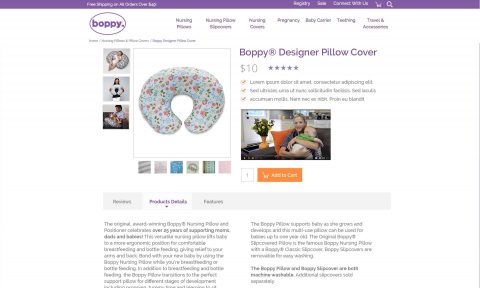 Free Shipping on All Orders Over $49!
Registry Sale Connect With Us
boppy.
Nursing Pillows
Nursing Pillow Slipcovers
Nursing Covers
Pregnancy
Baby Carrier
Teething
Travel & Accessories
Home / Nursing Pillows & Pillow Covers / Boppy Designer Pillow Cover
Boppy® Designer Pillow Cover
$10
Lorem ipsum dolor sit amet, consectetur adipiscing elit.
Sed ultrices urna ut nunc sollicitudin facilisis. Sed iaculis
accumsan mollis. Nam nec ex nibh. Proin eu blandit
1
Add to Cart
Reviews
Products Details
Features
The original, award-winning Boppy® Nursing Pillow and
Positioner celebrates over 25 years of supporting moms,
dads and babies! This versatile nursing pillow lifts baby
to a more ergonomic position for comfortable
breastfeeding and bottle feeding, giving relief to your
arms and back. Bond with your new baby by using the
Boppy Nursing Pillow while you're breastfeeding or
bottle feeding. In addition to breastfeeding and bottle
feeding, the Boppy Pillow transitions to the perfect
support pillow for different stages of development
The Boppy Pillow supports baby as she grows and
develops and this multi-use pillow can be used for
babies up to one year old. The Original Boppy®
Slipcovered Pillow is the famous Boppy Nursing Pillow
with a Boppy® Classic Slipcover. Boppy Slipcovers are
removable for easy washing.
The Boppy Pillow and Boppy Slipcover are both
machine washable. Additional slipcovers sold
separately.